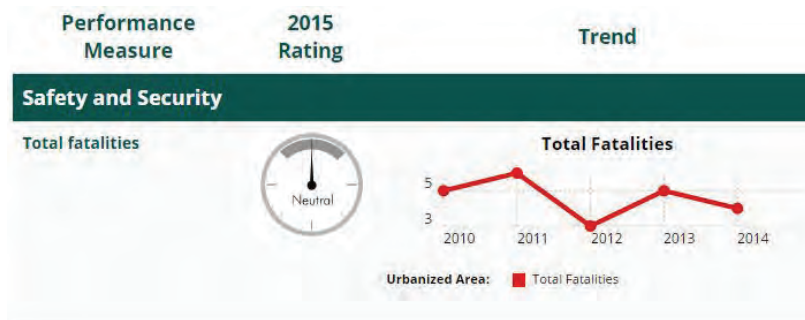 Performance Measure
2015 Rating
Trend
Safety and Security
Total fatalities
Neutral
Total Fatalities
5
3
2010 2011 2012 2013 2014
Urbanized Area: Total Fatalities